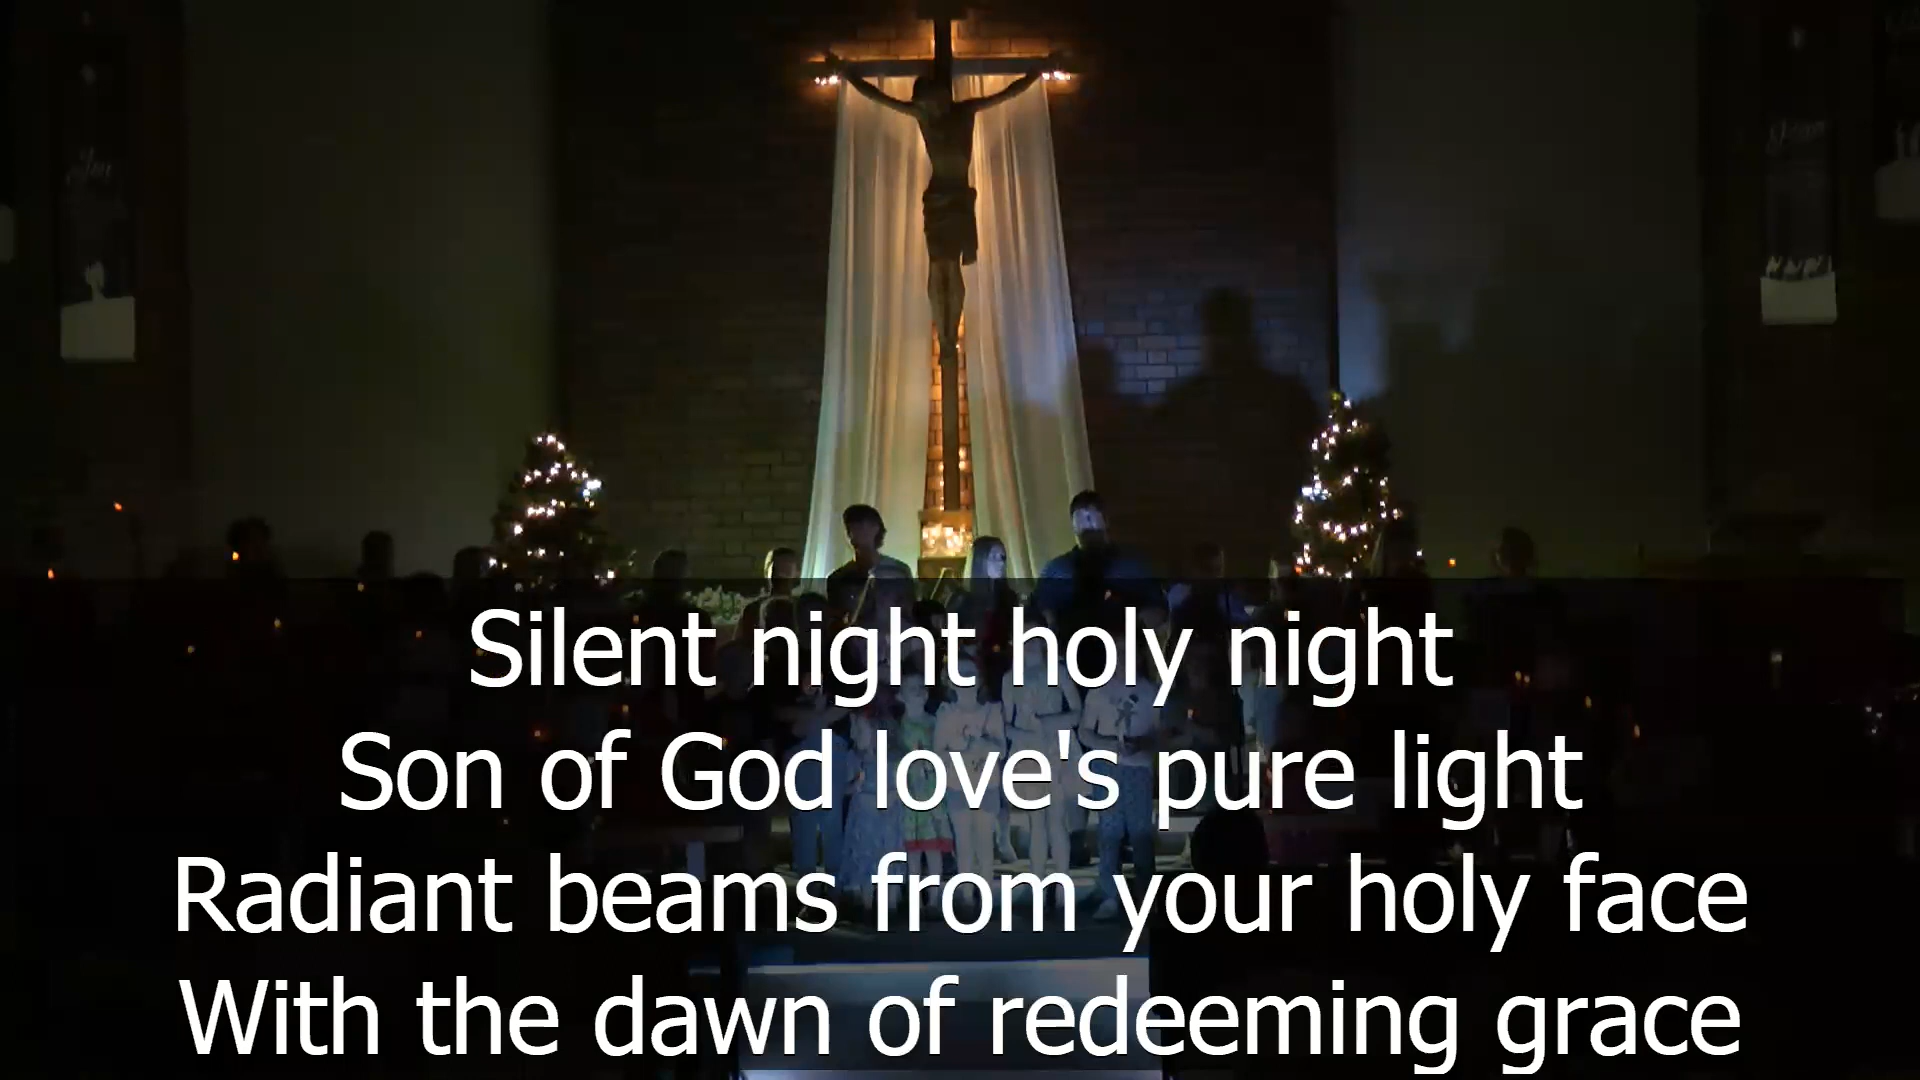 Silent night holy night
Son of God love's pure light
Radiant beams from your holy face
With the dawn of redeeming grace